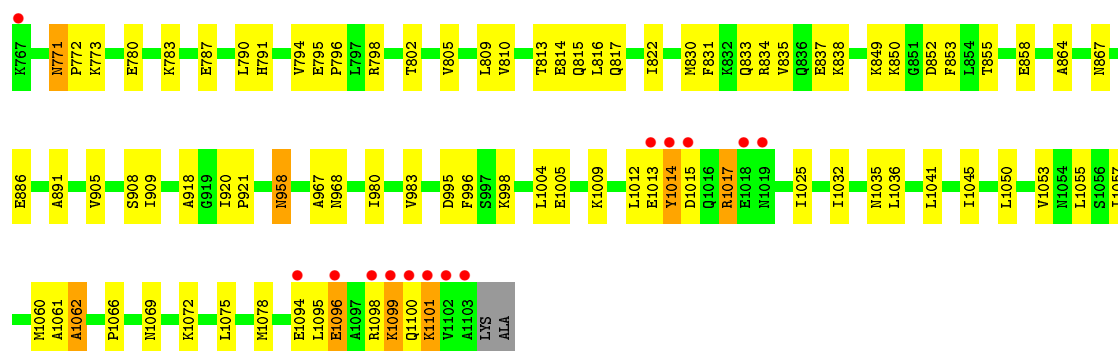 K767 N771 P772 K773 E780 K783 E787 L790 H791 V794 E795 P796 L797 R798 T802 V805 L809 V810 T813 E814 Q815 L816 Q817 I822 M830 F831 K832 Q833 R834 V835 Q836 E837 K838 K849 K850 G851 D852 F853 L854 T855 E858 A864 N867
E886 A891 V905 S908 I909 A918 G919 I920 P921 N958 A967 N968 I980 V983 D995 F996 S997 K998 L1004 E1005 K1009 L1012 E1013 Y1014 D1015 Q1016 R1017 E1018 N1019 I1025 I1032 N1035 L1036 L1041 I1045 L1050 V1053 N1054 L1055 S1056 I1057
M1060 A1061 A1062 P1066 N1069 K1072 L1075 M1078 E1094 L1095 E1096 A1097 R1098 K1099 Q1100 K1101 V1102 A1103 LYS ALA